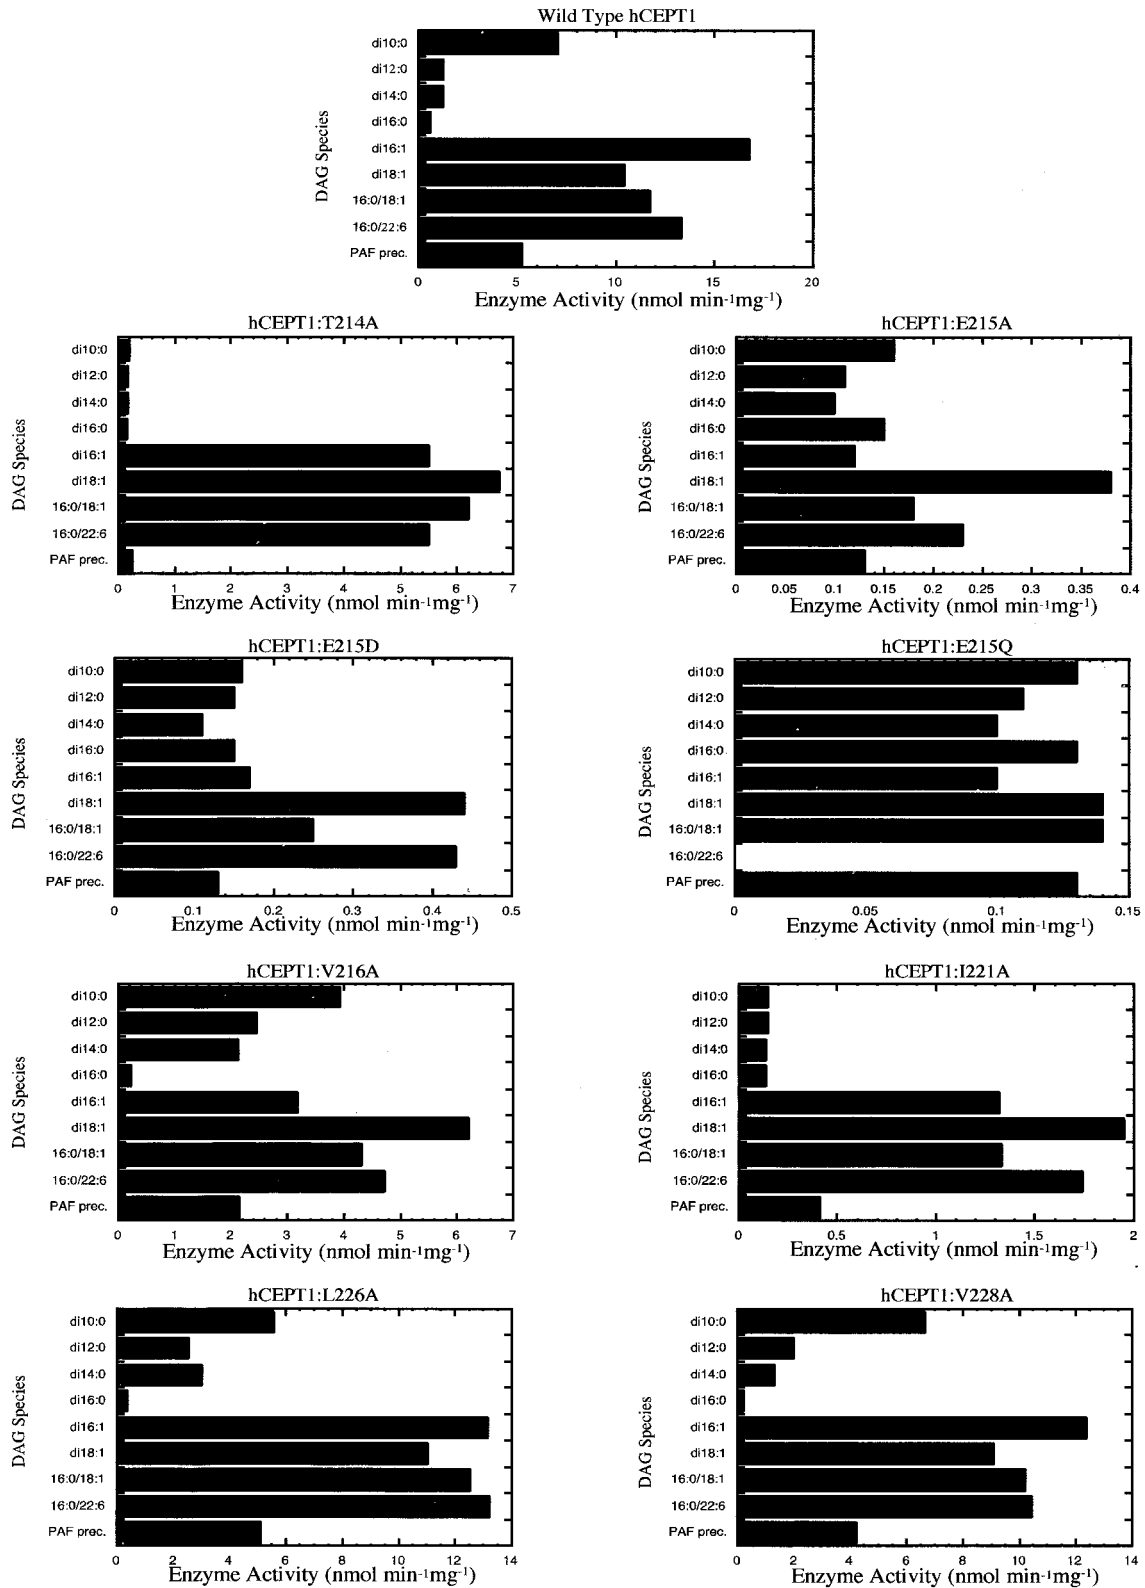 Wild Type hCEPT1
DAG Species
di10:0
di12:0
di14:0
di16:0
di16:1
di18:1
16:0/18:1
16:0/22:6
PAF prec.
0 5 10 15 20
Enzyme Activity (nmol min-1mg-1)
hCEPT1:T214A
DAG Species
di10:0
di12:0
di14:0
di16:0
di16:1
di18:1
16:0/18:1
16:0/22:6
PAF prec.
0 1 2 3 4 5 6 7
Enzyme Activity (nmol min-1mg-1)
hCEPT1:E215A
DAG Species
di10:0
di12:0
di14:0
di16:0
di16:1
di18:1
16:0/18:1
16:0/22:6
PAF prec.
0 0.05 0.1 0.15 0.2 0.25 0.3 0.35 0.4
Enzyme Activity (nmol min-1mg-1)
hCEPT1:E215D
DAG Species
di10:0
di12:0
di14:0
di16:0
di16:1
di18:1
16:0/18:1
16:0/22:6
PAF prec.
0 0.1 0.2 0.3 0.4 0.5
Enzyme Activity (nmol min-1mg-1)
hCEPT1:E215Q
DAG Species
di10:0
di12:0
di14:0
di16:0
di16:1
di18:1
16:0/18:1
16:0/22:6
PAF prec.
0 0.05 0.1 0.15
Enzyme Activity (nmol min-1mg-1)
hCEPT1:V216A
DAG Species
di10:0
di12:0
di14:0
di16:0
di16:1
di18:1
16:0/18:1
16:0/22:6
PAF prec.
0 1 2 3 4 5 6 7
Enzyme Activity (nmol min-1mg-1)
hCEPT1:I221A
DAG Species
di10:0
di12:0
di14:0
di16:0
di16:1
di18:1
16:0/18:1
16:0/22:6
PAF prec.
0 0.5 1 1.5 2
Enzyme Activity (nmol min-1mg-1)
hCEPT1:L226A
DAG Species
di10:0
di12:0
di14:0
di16:0
di16:1
di18:1
16:0/18:1
16:0/22:6
PAF prec.
0 2 4 6 8 10 12 14
Enzyme Activity (nmol min-1mg-1)
hCEPT1:V228A
DAG Species
di10:0
di12:0
di14:0
di16:0
di16:1
di18:1
16:0/18:1
16:0/22:6
PAF prec.
0 2 4 6 8 10 12 14
Enzyme Activity (nmol min-1mg-1)